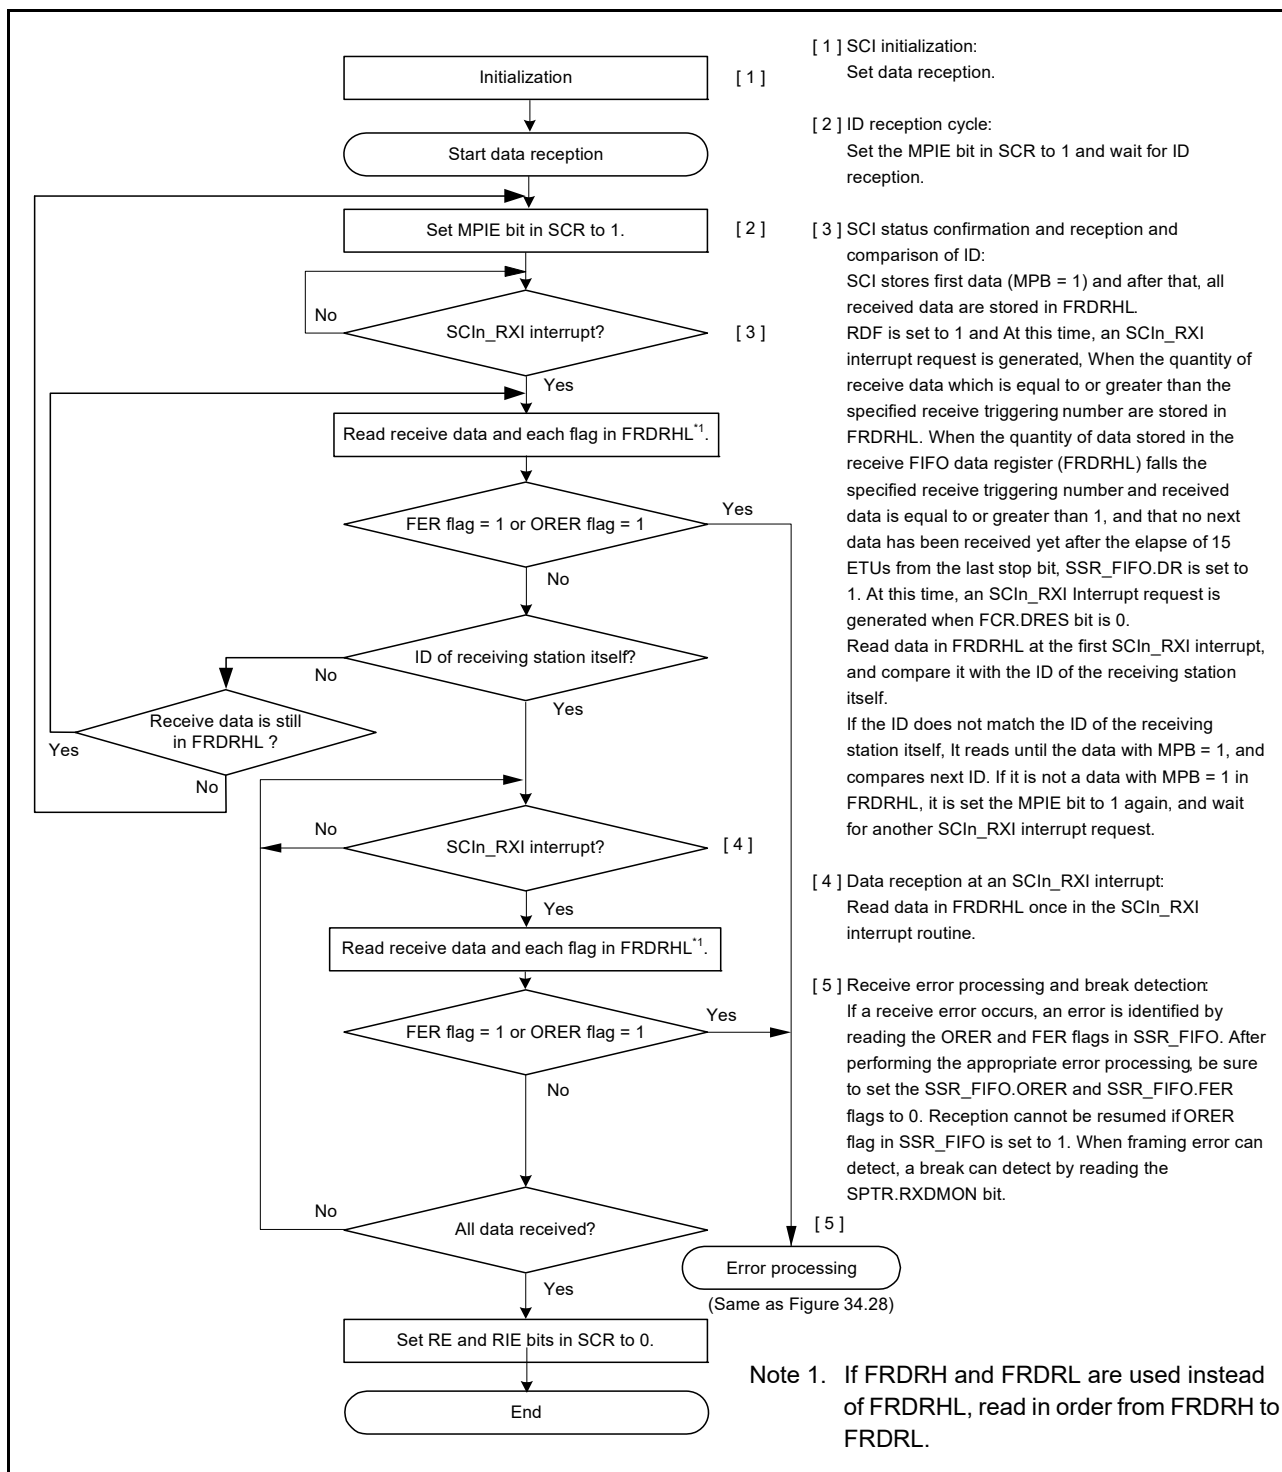 Initialization
[ 1 ]
Start data reception
Set MPIE bit in SCR to 1.
[ 2 ]
No
SCIn_RXI interrupt?
[ 3 ]
Yes
Read receive data and each flag in FRDRHL*1.
Yes
FER flag = 1 or ORER flag = 1
No
ID of receiving station itself?
No
Yes
Receive data is still
in FRDRHL ?
Yes
No
No
SCIn_RXI interrupt?
[ 4 ]
Yes
Read receive data and each flag in FRDRHL*1.
Yes
FER flag = 1 or ORER flag = 1
No
No
All data received?
[ 5 ]
Error processing
(Same as Figure 34.28)
Yes
Set RE and RIE bits in SCR to 0.
End
[ 1 ] SCI initialization:
Set data reception.
[ 2 ] ID reception cycle:
Set the MPIE bit in SCR to 1 and wait for ID
reception.
[ 3 ] SCI status confirmation and reception and
comparison of ID:
SCI stores first data (MPB = 1) and after that, all
received data are stored in FRDRHL.
RDF is set to 1 and At this time, an SCIn_RXI
interrupt request is generated, When the quantity of
receive data which is equal to or greater than the
specified receive triggering number are stored in
FRDRHL. When the quantity of data stored in the
receive FIFO data register (FRDRHL) falls the
specified receive triggering number and received
data is equal to or greater than 1, and that no next
data has been received yet after the elapse of 15
ETUs from the last stop bit, SSR_FIFO.DR is set to
1. At this time, an SCIn_RXI Interrupt request is
generated when FCR.DRES bit is 0.
Read data in FRDRHL at the first SCIn_RXI interrupt,
and compare it with the ID of the receiving station
itself.
If the ID does not match the ID of the receiving
station itself, It reads until the data with MPB = 1, and
compares next ID. If it is not a data with MPB = 1 in
FRDRHL, it is set the MPIE bit to 1 again, and wait
for another SCIn_RXI interrupt request.
[ 4 ] Data reception at an SCIn_RXI interrupt:
Read data in FRDRHL once in the SCIn_RXI
interrupt routine.
[ 5 ] Receive error processing and break detection:
If a receive error occurs, an error is identified by
reading the ORER and FER flags in SSR_FIFO. After
performing the appropriate error processing, be sure
to set the SSR_FIFO.ORER and SSR_FIFO.FER
flags to 0. Reception cannot be resumed if ORER
flag in SSR_FIFO is set to 1. When framing error can
detect, a break can detect by reading the
SPTR.RXDMON bit.
Note 1. If FRDRH and FRDRL are used instead
of FRDRHL, read in order from FRDRH to
FRDRL.